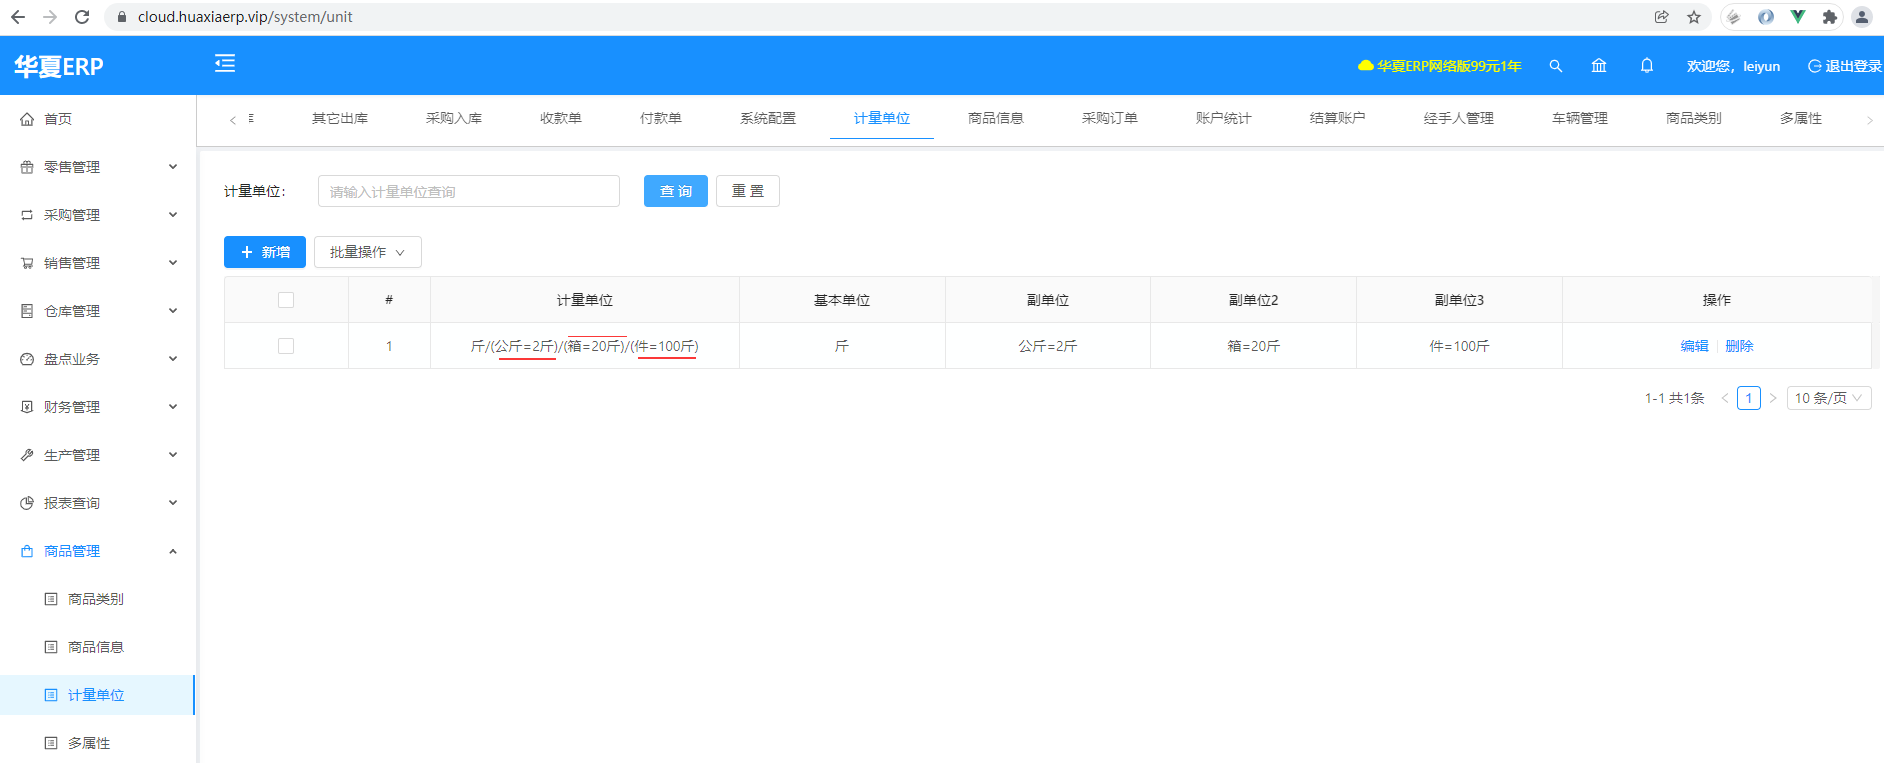 cloud.huaxiaerp.vip/system/unit
华夏ERP
华夏ERP网络版99元1年
欢迎您，leiyun
退出登录
首页
零售管理
采购管理
销售管理
仓库管理
盘点业务
财务管理
生产管理
报表查询
商品管理
商品类别
商品信息
计量单位
多属性
其它出库 采购入库 收款单 付款单 系统配置 计量单位 商品信息 采购订单 账户统计 结算账户 经手人管理 车辆管理 商品类别 多属性
计量单位： 请输入计量单位查询 查 询 重 置
新增 批量操作
# 计量单位 基本单位 副单位 副单位2 副单位3 操作
1 斤/(公斤=2斤)/(箱=20斤)/(件=100斤) 斤 公斤=2斤 箱=20斤 件=100斤 编辑 删除
1-1 共1条 1 10 条/页